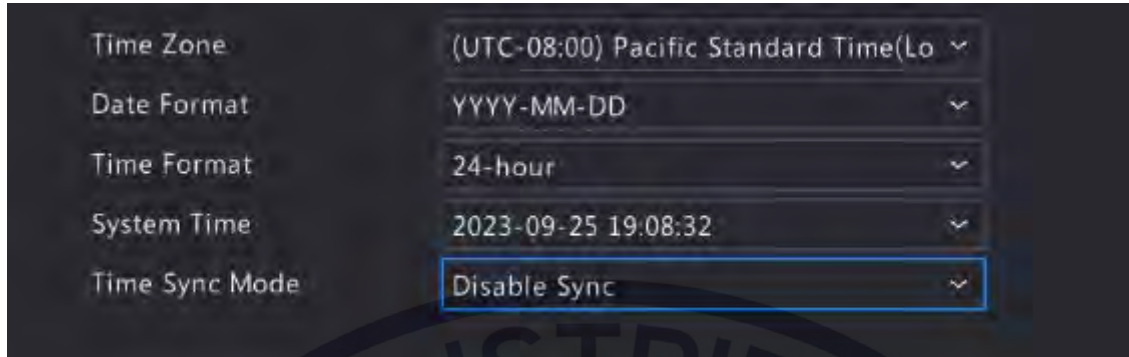 Time Zone (UTC-08:00) Pacific Standard Time(Lo
Date Format YYYY-MM-DD
Time Format 24-hour
System Time 2023-09-25 19:08:32
Time Sync Mode Disable Sync